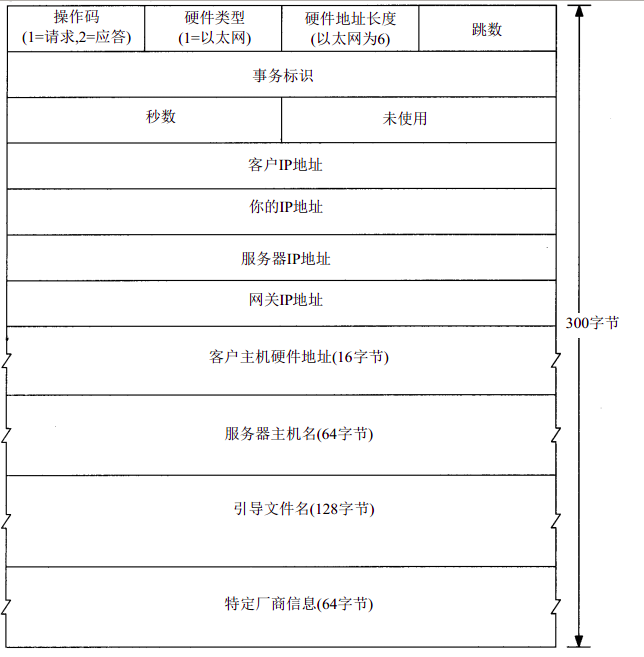 操作码
(1=请求,2=应答)
硬件类型
(1=以太网)
硬件地址长度
(以太网为6)
跳数
事务标识
秒数
未使用
客户IP地址
你的IP地址
服务器IP地址
网关IP地址
300字节
客户主机硬件地址(16字节)
服务器主机名(64字节)
引导文件名(128字节)
特定厂商信息(64字节)